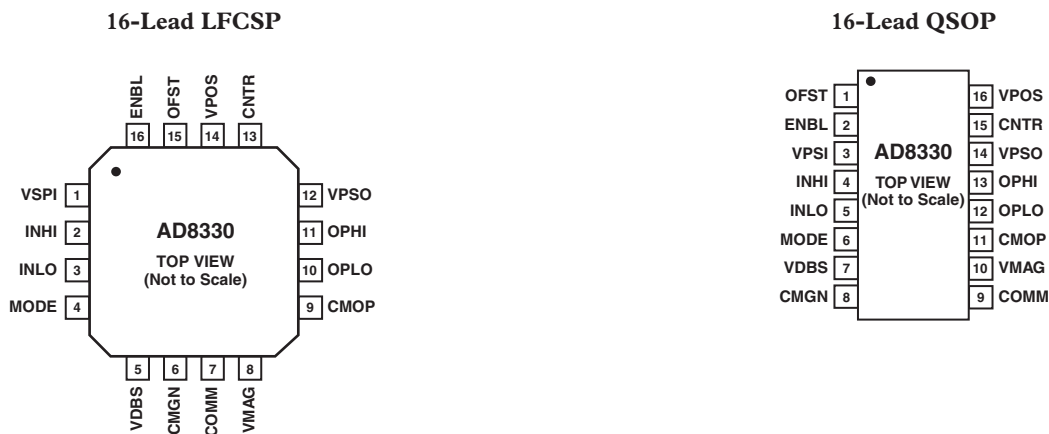 16-Lead LFCSP
ENBL
OFST
VPOS
CNTR
16
15
14
13
VSPI 1
12 VPSO
INHI 2
AD8330
11 OPHI
INLO 3
TOP VIEW
(Not to Scale)
10 OPLO
MODE 4
9 CMOP
5
6
7
8
VDBS
CMGN
COMM
VMAG
16-Lead QSOP
OFST 1
16 VPOS
ENBL 2
15 CNTR
VPSI 3
AD8330
14 VPSO
INHI 4
TOP VIEW
(Not to Scale)
13 OPHI
INLO 5
12 OPLO
MODE 6
11 CMOP
VDBS 7
10 VMAG
CMGN 8
9 COMM